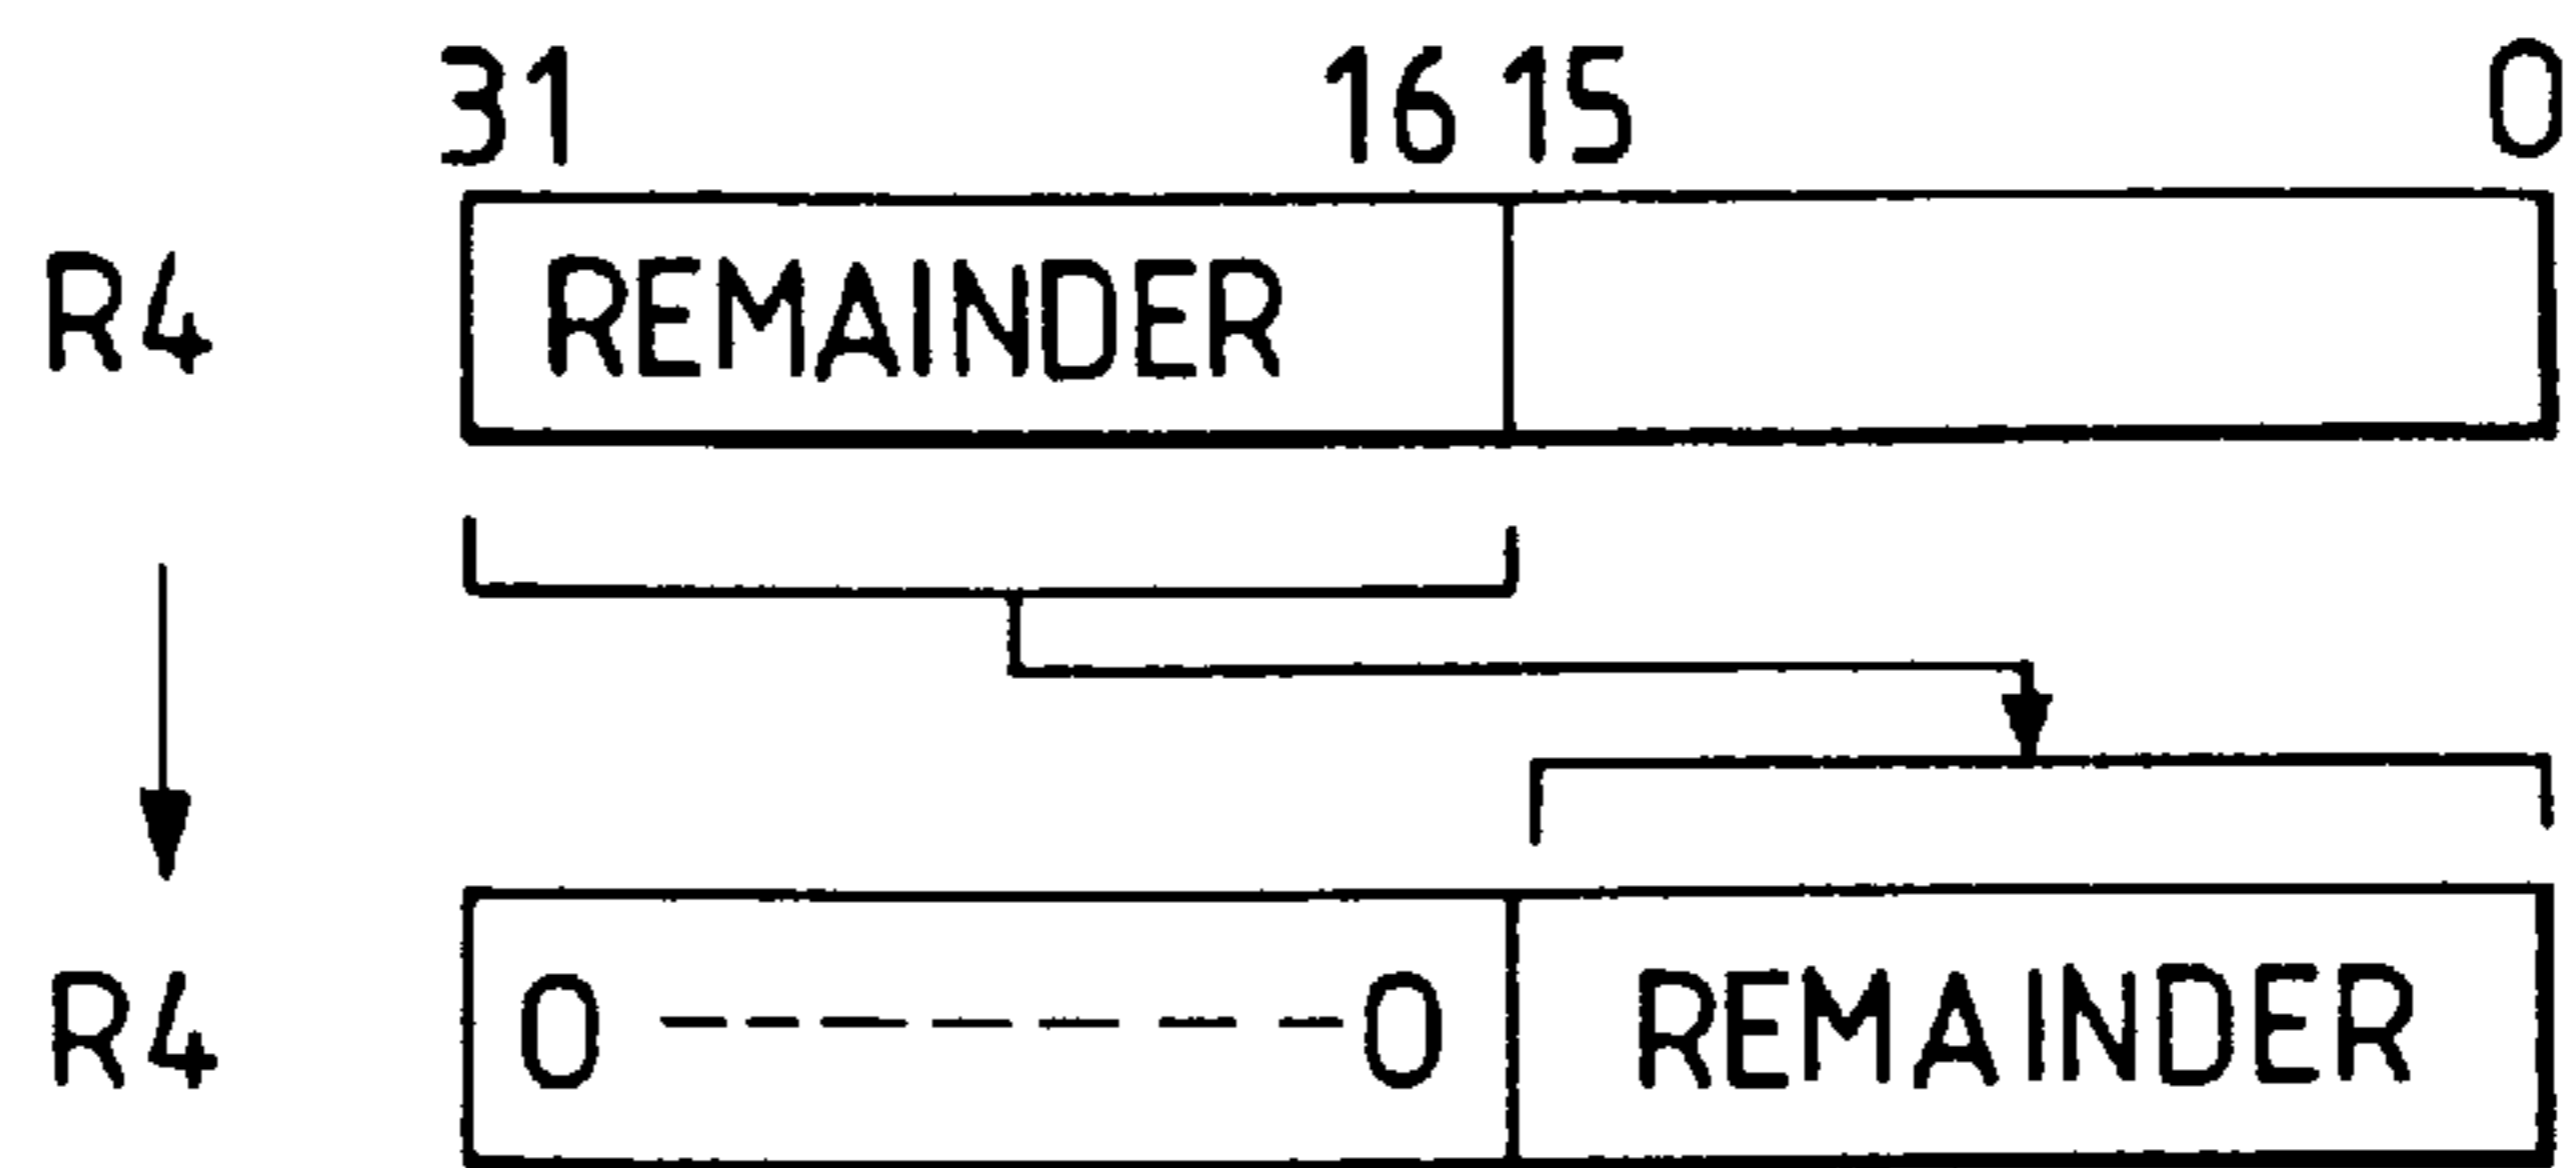 31 16 15 0
R4 REMAINDER
R4 0 ------- 0 REMAINDER